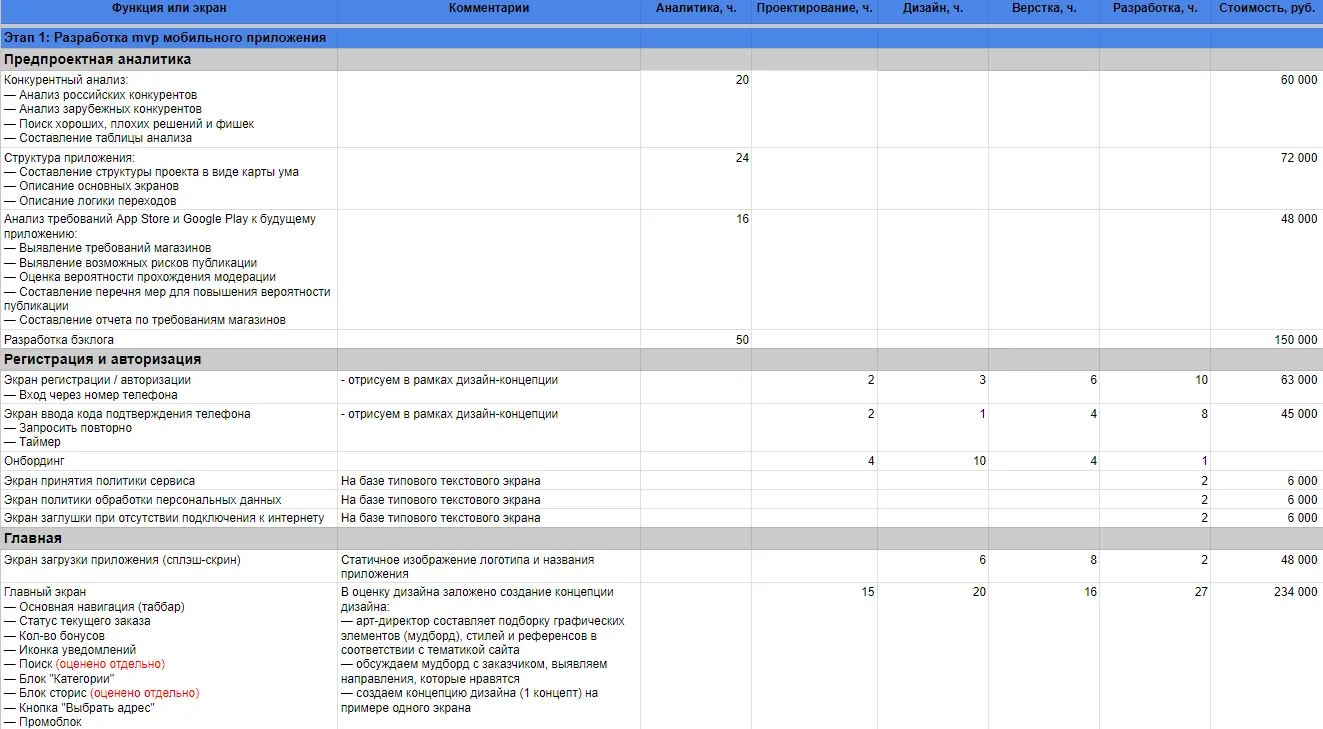 Функция или экран Комментарии Аналитика, ч. Проектирование, ч. Дизайн, ч. Верстка, ч. Разработка, ч. Стоимость, руб.
Этап 1: Разработка mvp мобильного приложения
Предпроектная аналитика
Конкурентный анализ: 20 60 000
— Анализ российских конкурентов
— Анализ зарубежных конкурентов
— Поиск хороших, плохих решений и фишек
— Составление таблицы анализа
Структура приложения: 24 72 000
— Составление структуры проекта в виде карты ума
— Описание основных экранов
— Описание логики переходов
Анализ требований App Store и Google Play к будущему 16 48 000
приложению:
— Выявление требований магазинов
— Выявление возможных рисков публикации
— Оценка вероятности прохождения модерации
— Составление перечня мер для повышения вероятности
публикации
— Составление отчета по требованиям магазинов
Разработка бэклога 50 150 000
Регистрация и авторизация
Экран регистрации / авторизации - отрисуем в рамках дизайн-концепции 2 3 6 10 63 000
— Вход через номер телефона
Экран ввода кода подтверждения телефона - отрисуем в рамках дизайн-концепции 2 1 4 8 45 000
— Запросить повторно
— Таймер
Онбординг 4 10 4 1
Экран принятия политики сервиса На базе типового текстового экрана 2 6 000
Экран политики обработки персональных данных На базе типового текстового экрана 2 6 000
Экран заглушки при отсутствии подключения к интернету На базе типового текстового экрана 2 6 000
Главная
Экран загрузки приложения (сплэш-скрин) Статичное изображение логотипа и названия 6 8 2 48 000
приложения
Главный экран В оценку дизайна заложено создание концепции 15 20 16 27 234 000
— Основная навигация (таббар) дизайна:
— Статус текущего заказа — арт-директор составляет подборку графических
— Кол-во бонусов элементов (мудборд), стилей и референсов в
— Иконка уведомлений соответствии с тематикой сайта
— Поиск (оценено отдельно) — обсуждаем мудборд с заказчиком, выявляем
— Блок "Категории" направления, которые нравятся
— Блок сторис (оценено отдельно) — создаем концепцию дизайна (1 концепт) на
— Кнопка "Выбрать адрес" примере одного экрана
— Промоблок